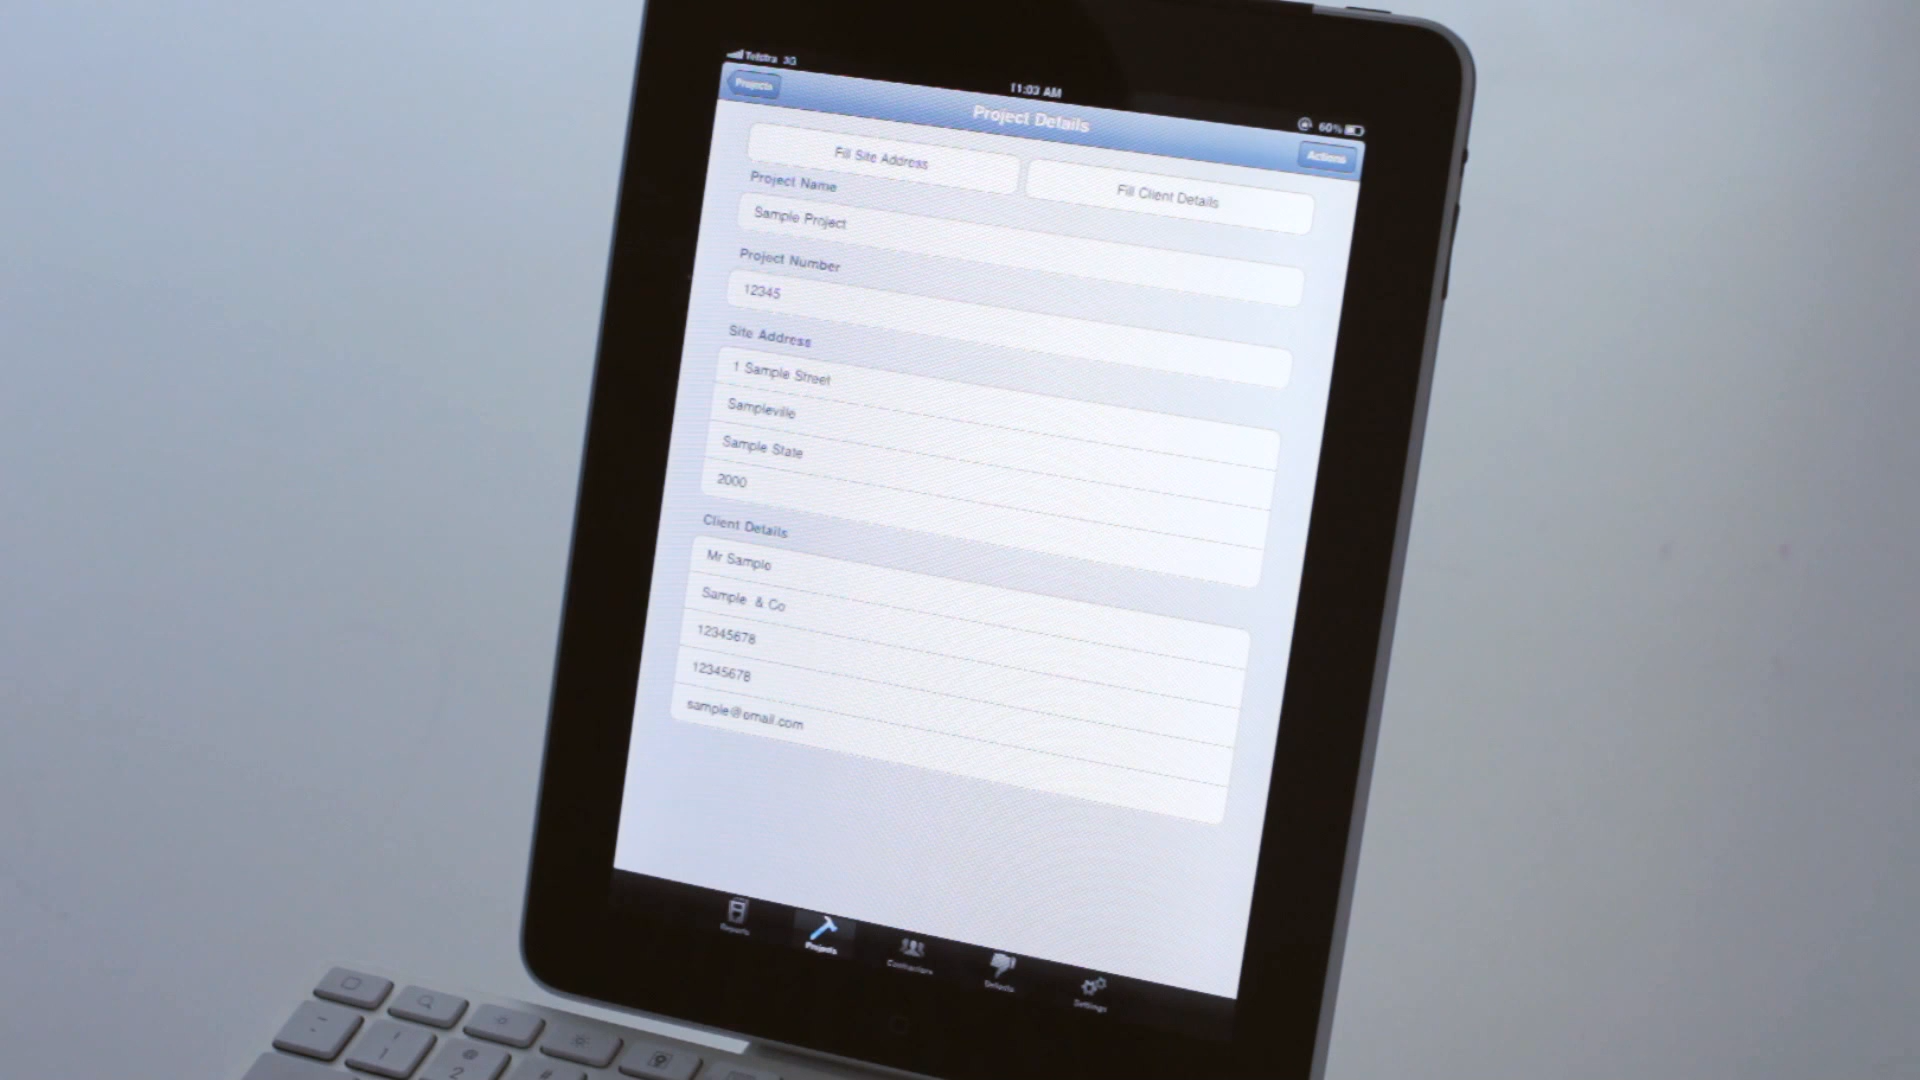 Telstra 3G
11:03 AM
60%
Projects
Project Details
Actions
Fill Site Address
Fill Client Details
Project Name
Sample Project
Project Number
12345
Site Address
1 Sample Street
Sampleville
Sample State
2000
Client Details
Mr Sample
Sample & Co
12345678
12345678
sample@email.com
Reports
Projects
Contractors
Defects
Settings
2